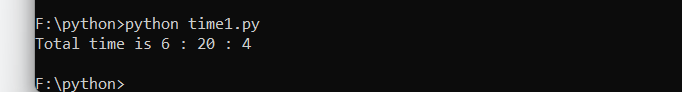 F:\python>python time1.py
Total time is 6 : 20 : 4
F:\python>